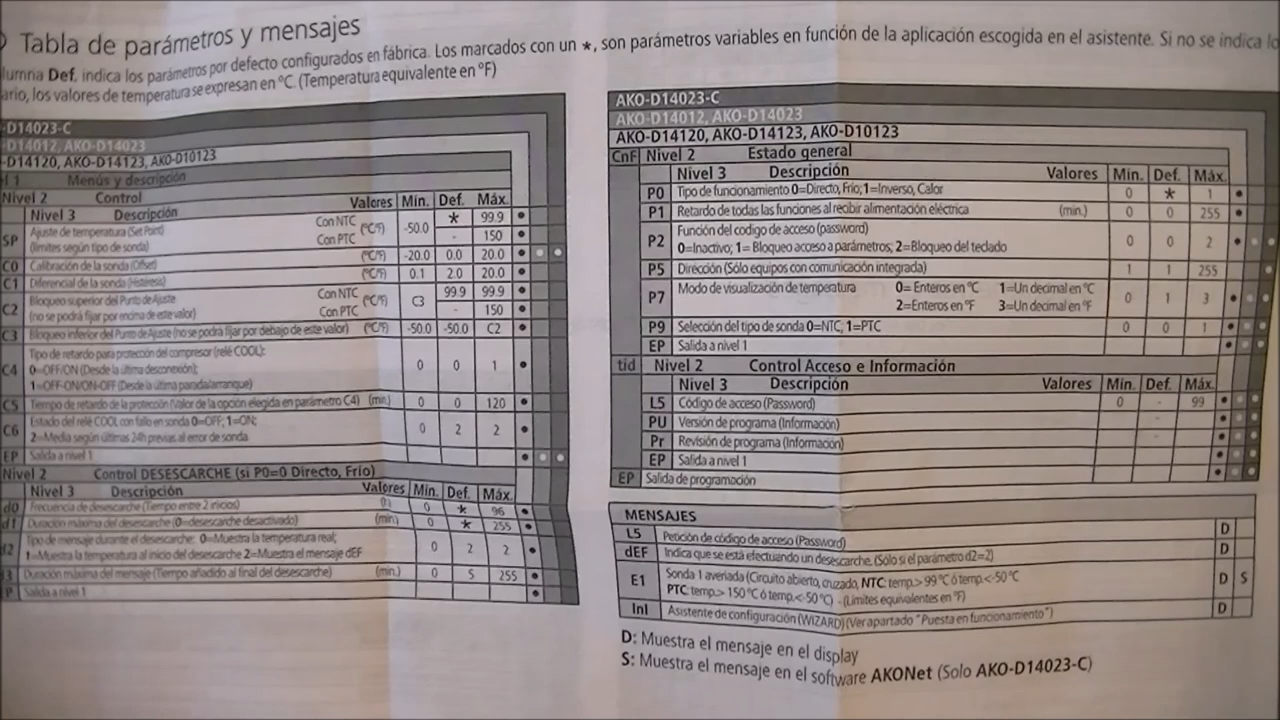 Tabla de parámetros y mensajes
lumna Def. indica los parámetros por defecto configurados en fábrica. Los marcados con un *, son parámetros variables en función de la aplicación escogida en el asistente. Si no se indica lo
ario, los valores de temperatura se expresan en °C. (Temperatura equivalente en °F)
-D14023-C
-D14012, AKO-D14023
-D14120, AKO-D14123, AKO-D10123
l 1 Menús y descripción
Nivel 2 Control Valores Mín. Def. Máx.
Nivel 3 Descripción
SP Ajuste de temperatura (Set Point) Con NTC (°C/°F) -50.0 * 99.9 •
(límites según tipo de sonda) Con PTC - 150 •
C0 Calibración de la sonda (Offset) (°C/°F) -20.0 0.0 20.0 •
C1 Diferencial de la sonda (Histéresis) (°C/°F) 0.1 2.0 20.0 •
C2 Bloqueo superior del Punto de Ajuste Con NTC (°C/°F) C3 99.9 99.9 •
(no se podrá fijar por encima de este valor) Con PTC - 150 •
C3 Bloqueo inferior del Punto de Ajuste (no se podrá fijar por debajo de este valor) (°C/°F) -50.0 -50.0 C2 •
Tipo de retardo para protección del compresor (relé COOL):
C4 0=OFF/ON (Desde la última desconexión); 0 0 1 •
1=OFF-ON/ON-OFF (Desde la última parada/arranque)
C5 Tiempo de retardo de la protección (Valor de la opción elegida en parámetro C4) (min.) 0 0 120 •
C6 Estado del relé COOL con fallo en sonda 0=OFF; 1=ON; 0 2 2 •
2=Media según últimas 24h previas al error de sonda
EP Salida a nivel 1 •
Nivel 2 Control DESESCARCHE (si P0=0 Directo, Frío)
Nivel 3 Descripción Valores Mín. Def. Máx.
d0 Frecuencia de desescarche (Tiempo entre 2 inicios) (h.) 0 * 96 •
d1 Duración máxima del desescarche (0=desescarche desactivado) (min.) 0 * 255 •
d2 Tipo de mensaje durante el desescarche: 0=Muestra la temperatura real; 0 2 2 •
1=Muestra la temperatura al inicio del desescarche 2=Muestra el mensaje dEF
3 Duración máxima del mensaje (Tiempo añadido al final del desescarche) (min.) 0 5 255 •
P Salida a nivel 1 •
AKO-D14023-C
AKO-D14012, AKO-D14023
AKO-D14120, AKO-D14123, AKO-D10123
CnF Nivel 2 Estado general
Nivel 3 Descripción Valores Min. Def. Máx.
P0 Tipo de funcionamiento 0=Directo, Frío; 1=Inverso, Calor 0 * 1 •
P1 Retardo de todas las funciones al recibir alimentación eléctrica (min.) 0 0 255 •
P2 Función del codigo de acceso (password) 0 0 2 •
0=Inactivo; 1= Bloqueo acceso a parámetros; 2=Bloqueo del teclado
P5 Dirección (Sólo equipos con comunicación integrada) 1 1 255
P7 Modo de visualización de temperatura 0= Enteros en °C 1=Un decimal en °C 0 1 3 •
2=Enteros en °F 3=Un decimal en °F
P9 Selección del tipo de sonda 0=NTC; 1=PTC 0 0 1 •
EP Salida a nivel 1 •
tid Nivel 2 Control Acceso e Información
Nivel 3 Descripción Valores Min. Def. Máx.
L5 Código de acceso (Password) 0 - 99 •
PU Versión de programa (Información) - •
Pr Revisión de programa (Información) - •
EP Salida a nivel 1 •
EP Salida de programación •
MENSAJES
L5 Petición de código de acceso (Password) D
dEF Indica que se está efectuando un desescarche. (Sólo si el parámetro d2=2) D
E1 Sonda 1 averiada (Circuito abierto, cruzado, NTC: temp.> 99 °C ó temp.<-50 °C D S
PTC: temp.> 150 °C ó temp.<-50 °C) - (Límites equivalentes en °F)
InI Asistente de configuración (WIZARD) (Ver apartado "Puesta en funcionamiento") D
D: Muestra el mensaje en el display
S: Muestra el mensaje en el software AKONet (Solo AKO-D14023-C)